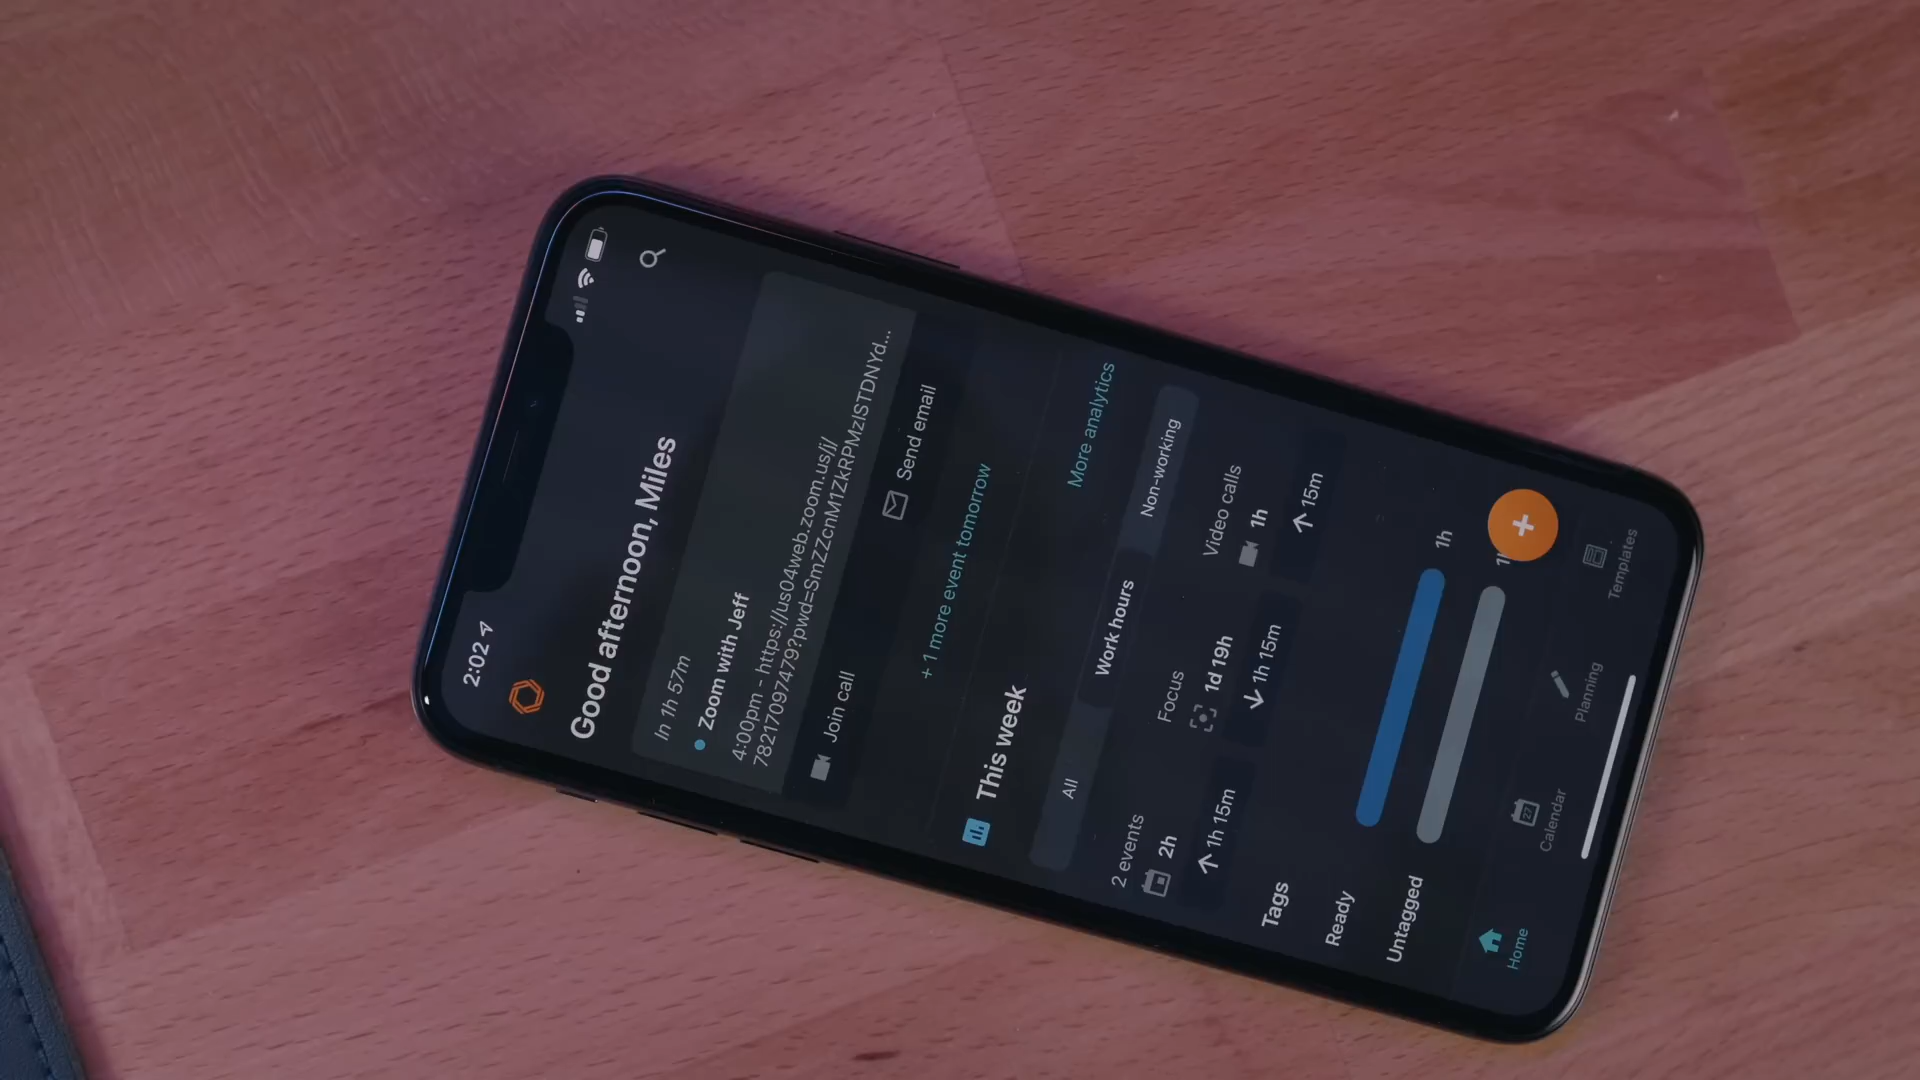 2:02
Good afternoon, Miles
In 1h 57m
Zoom with Jeff
4:00pm - https://us04web.zoom.us/j/
78217097479?pwd=SmzZZcnM1ZkRPMzlSTDNYd...
Join call
Send email
+ 1 more event tomorrow
This week
More analytics
All
Work hours
Non-working
2 events
Focus
Video calls
2h
1d 19h
1h
1h 15m
1h 15m
15m
Tags
Ready
1h
Untagged
+
27
Home
Calendar
Planning
Templates